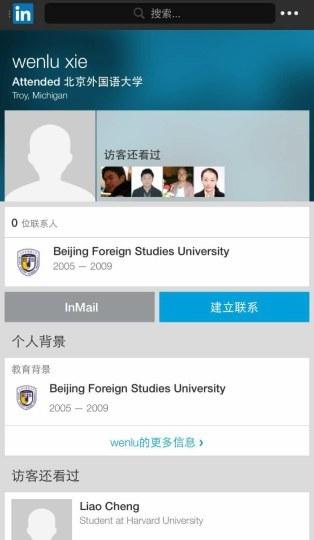 in
搜索...
wenlu xie
Attended 北京外国语大学
Troy, Michigan
访客还看过
0 位联系人
Beijing Foreign Studies University
2005 — 2009
InMail
建立联系
个人背景
教育背景
Beijing Foreign Studies University
2005 — 2009
wenlu的更多信息 ›
访客还看过
Liao Cheng
Student at Harvard University